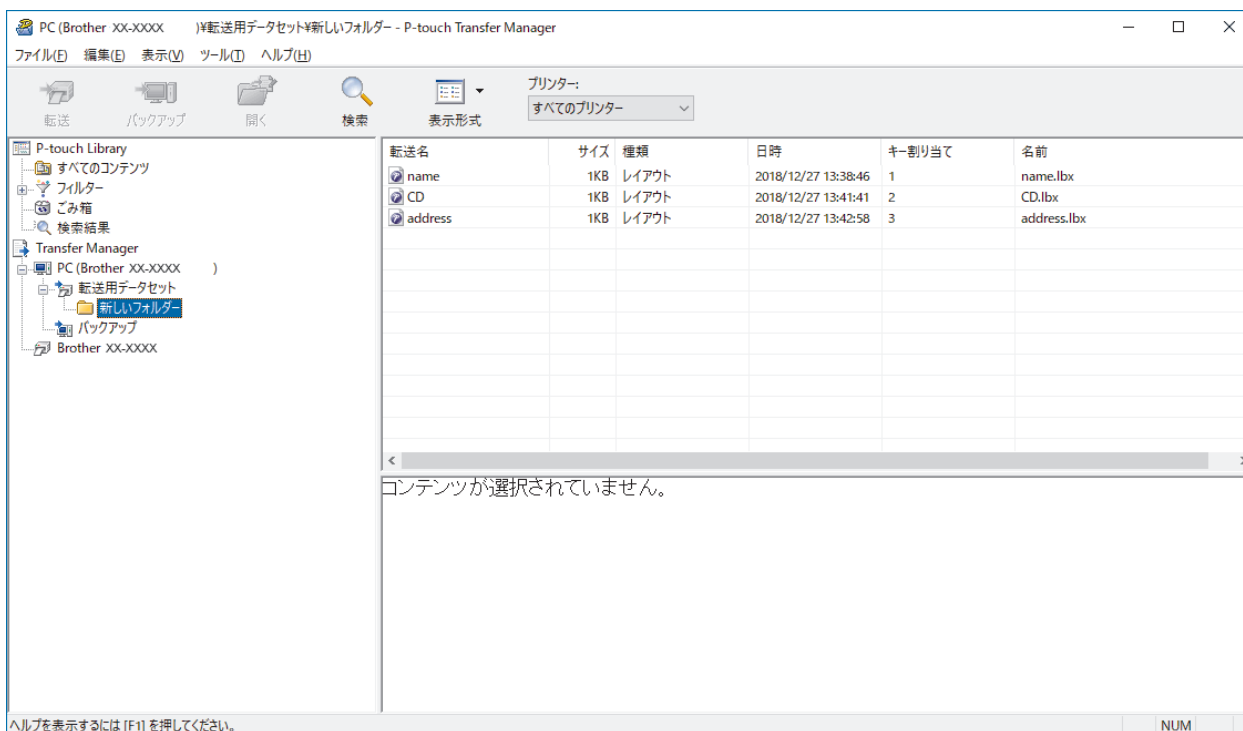 PC (Brother XX-XXXX )¥転送用データセット¥新しいフォルダー - P-touch Transfer Manager
ファイル(F) 編集(E) 表示(V) ツール(T) ヘルプ(H)
転送 バックアップ 開く 検索 表示形式
プリンター:
すべてのプリンター
P-touch Library
すべてのコンテンツ
フィルター
ごみ箱
検索結果
Transfer Manager
PC (Brother XX-XXXX )
転送用データセット
新しいフォルダー
バックアップ
Brother XX-XXXX
転送名 サイズ 種類 日時 キー割り当て 名前
name 1KB レイアウト 2018/12/27 13:38:46 1 name.lbx
CD 1KB レイアウト 2018/12/27 13:41:41 2 CD.lbx
address 1KB レイアウト 2018/12/27 13:42:58 3 address.lbx
コンテンツが選択されていません。
ヘルプを表示するには [F1] を押してください。 NUM